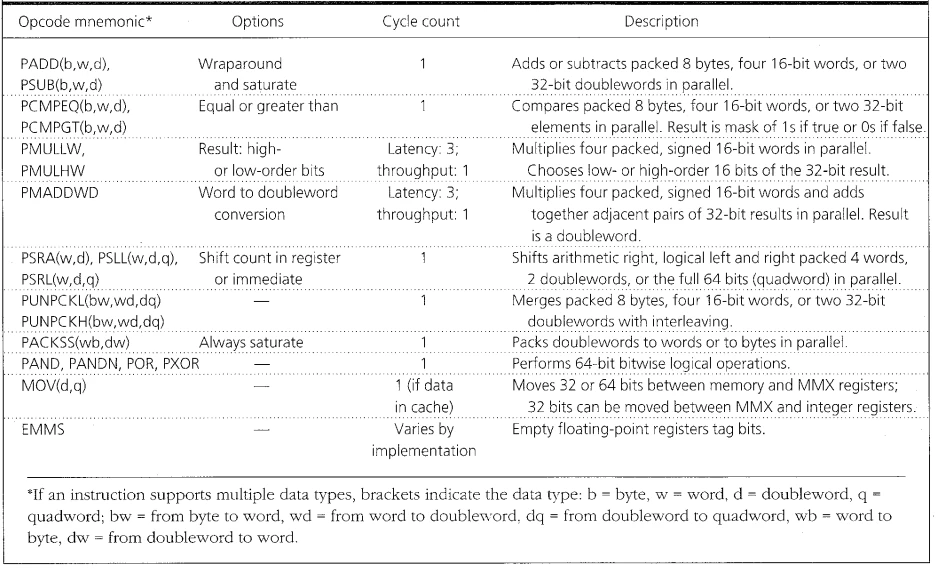 Opcode mnemonic* Options Cycle count Description
PADD(b,w,d), Wraparound 1 Adds or subtracts packed 8 bytes, four 16-bit words, or two
PSUB(b,w,d) and saturate 32-bit doublewords in parallel.
PCMPEQ(b,w,d), Equal or greater than 1 Compares packed 8 bytes, four 16-bit words, or two 32-bit
PCMPGT(b,w,d) elements in parallel. Result is mask of 1s if true or 0s if false.
PMULLW, Result: high- Latency: 3; Multiplies four packed, signed 16-bit words in parallel.
PMULHW or low-order bits throughput: 1 Chooses low- or high-order 16 bits of the 32-bit result.
PMADDWD Word to doubleword Latency: 3; Multiplies four packed, signed 16-bit words and adds
conversion throughput: 1 together adjacent pairs of 32-bit results in parallel. Result
is a doubleword.
PSRA(w,d), PSLL(w,d,q), Shift count in register 1 Shifts arithmetic right, logical left and right packed 4 words,
PSRL(w,d,q) or immediate 2 doublewords, or the full 64 bits (quadword) in parallel.
PUNPCKL(bw,wd,dq) — 1 Merges packed 8 bytes, four 16-bit words, or two 32-bit
PUNPCKH(bw,wd,dq) doublewords with interleaving.
PACKSS(wb,dw) Always saturate 1 Packs doublewords to words or to bytes in parallel.
PAND, PANDN, POR, PXOR — 1 Performs 64-bit bitwise logical operations.
MOV(d,q) — 1 (if data Moves 32 or 64 bits between memory and MMX registers;
in cache) 32 bits can be moved between MMX and integer registers.
EMMS — Varies by Empty floating-point registers tag bits.
implementation
*If an instruction supports multiple data types, brackets indicate the data type: b = byte, w = word, d = doubleword, q =
quadword; bw = from byte to word, wd = from word to doubleword, dq = from doubleword to quadword, wb = word to
byte, dw = from doubleword to word.